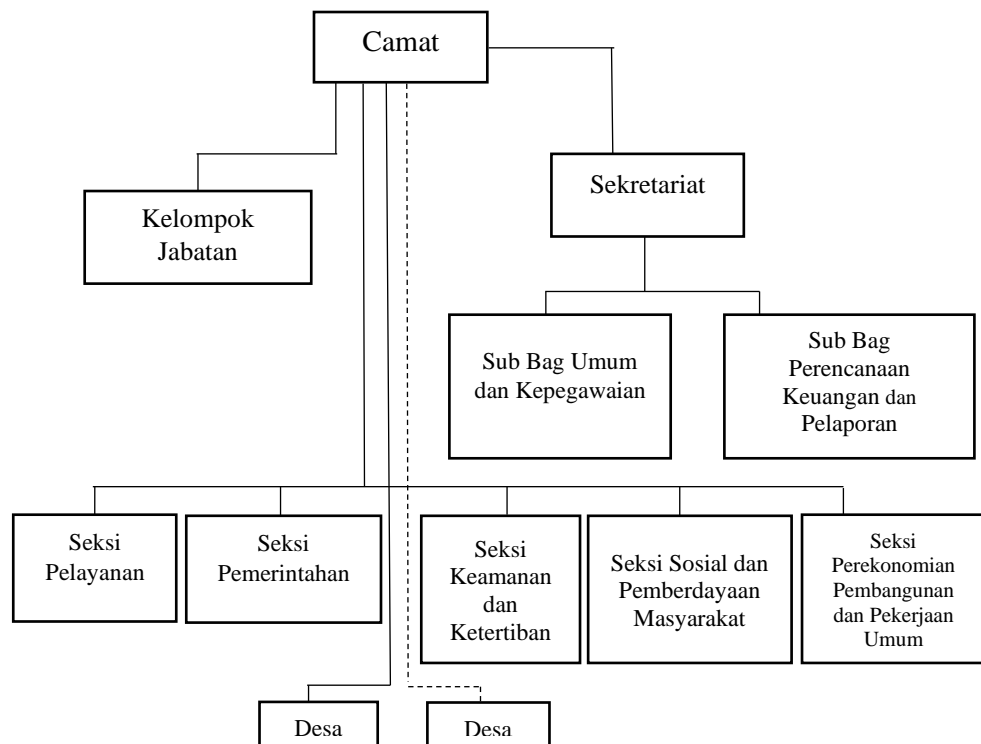 Camat
Sekretariat
Kelompok
Jabatan
Sub Bag Umum
dan Kepegawaian
Sub Bag
Perencanaan
Keuangan dan
Pelaporan
Seksi
Pelayanan
Seksi
Pemerintahan
Seksi
Keamanan
dan
Ketertiban
Seksi Sosial dan
Pemberdayaan
Masyarakat
Seksi
Perekonomian
Pembangunan
dan Pekerjaan
Umum
Desa
Desa